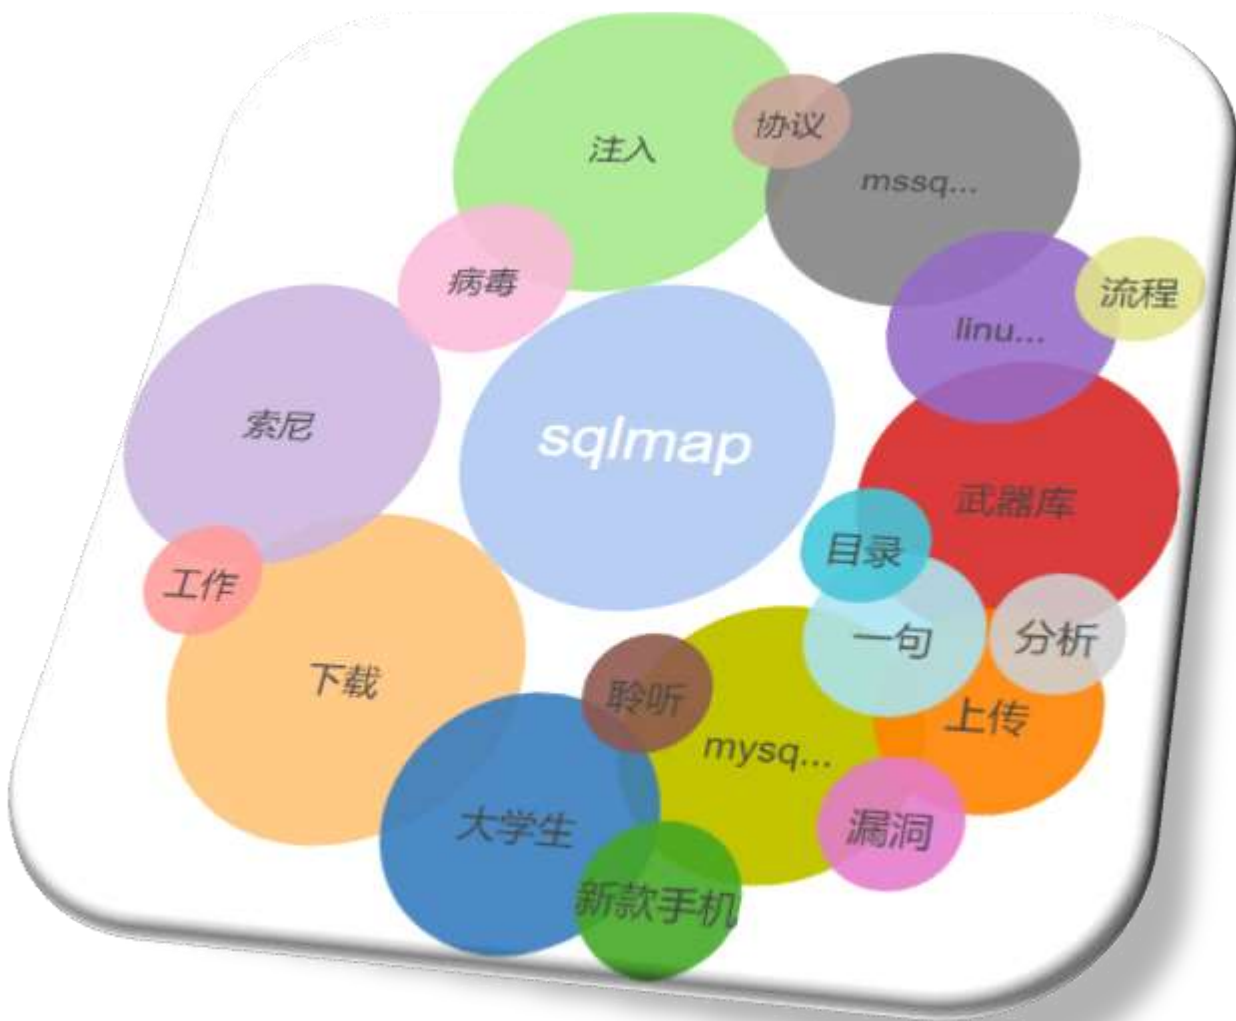 注入
协议
mssq...
病毒
linu...
流程
索尼
sqlmap
武器库
目录
工作
一句
分析
下载
聆听
上传
mysq...
大学生
漏洞
新款手机